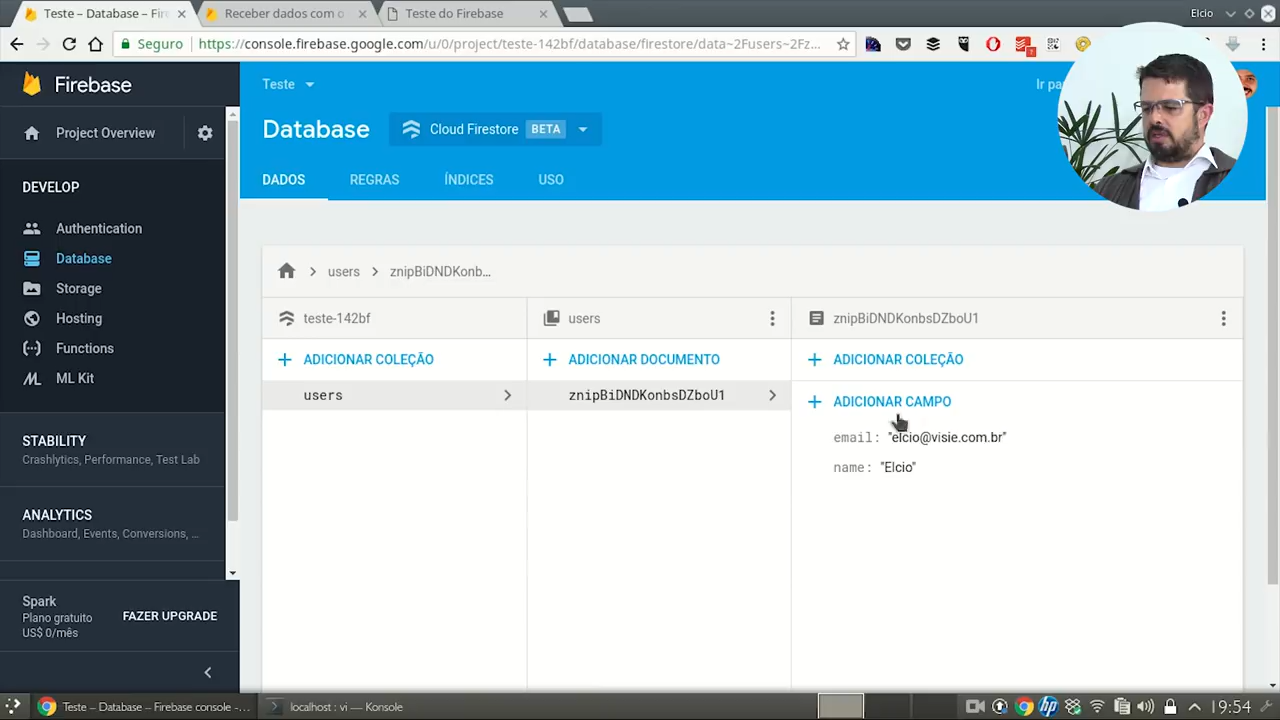 Teste – Database – Fire
Receber dados com o
Teste do Firebase
Elcio
Seguro
https://console.firebase.google.com/u/0/project/teste-142bf/database/firestore/data~2Fusers~2Fz...
Firebase
Teste
Ir pa
Project Overview
Database
Cloud Firestore
BETA
DADOS
REGRAS
ÍNDICES
USO
DEVELOP
Authentication
Database
Storage
Hosting
Functions
ML Kit
STABILITY
Crashlytics, Performance, Test Lab
ANALYTICS
Dashboard, Events, Conversions, ...
Spark
Plano gratuito
US$ 0/mês
FAZER UPGRADE
users
znipBiDNDKonb...
teste-142bf
users
znipBiDNDKonbsDZboU1
ADICIONAR COLEÇÃO
ADICIONAR DOCUMENTO
ADICIONAR COLEÇÃO
users
znipBiDNDKonbsDZboU1
ADICIONAR CAMPO
email: "elcio@visie.com.br"
name: "Elcio"
Teste – Database – Firebase console -...
localhost : vi — Konsole
19:54